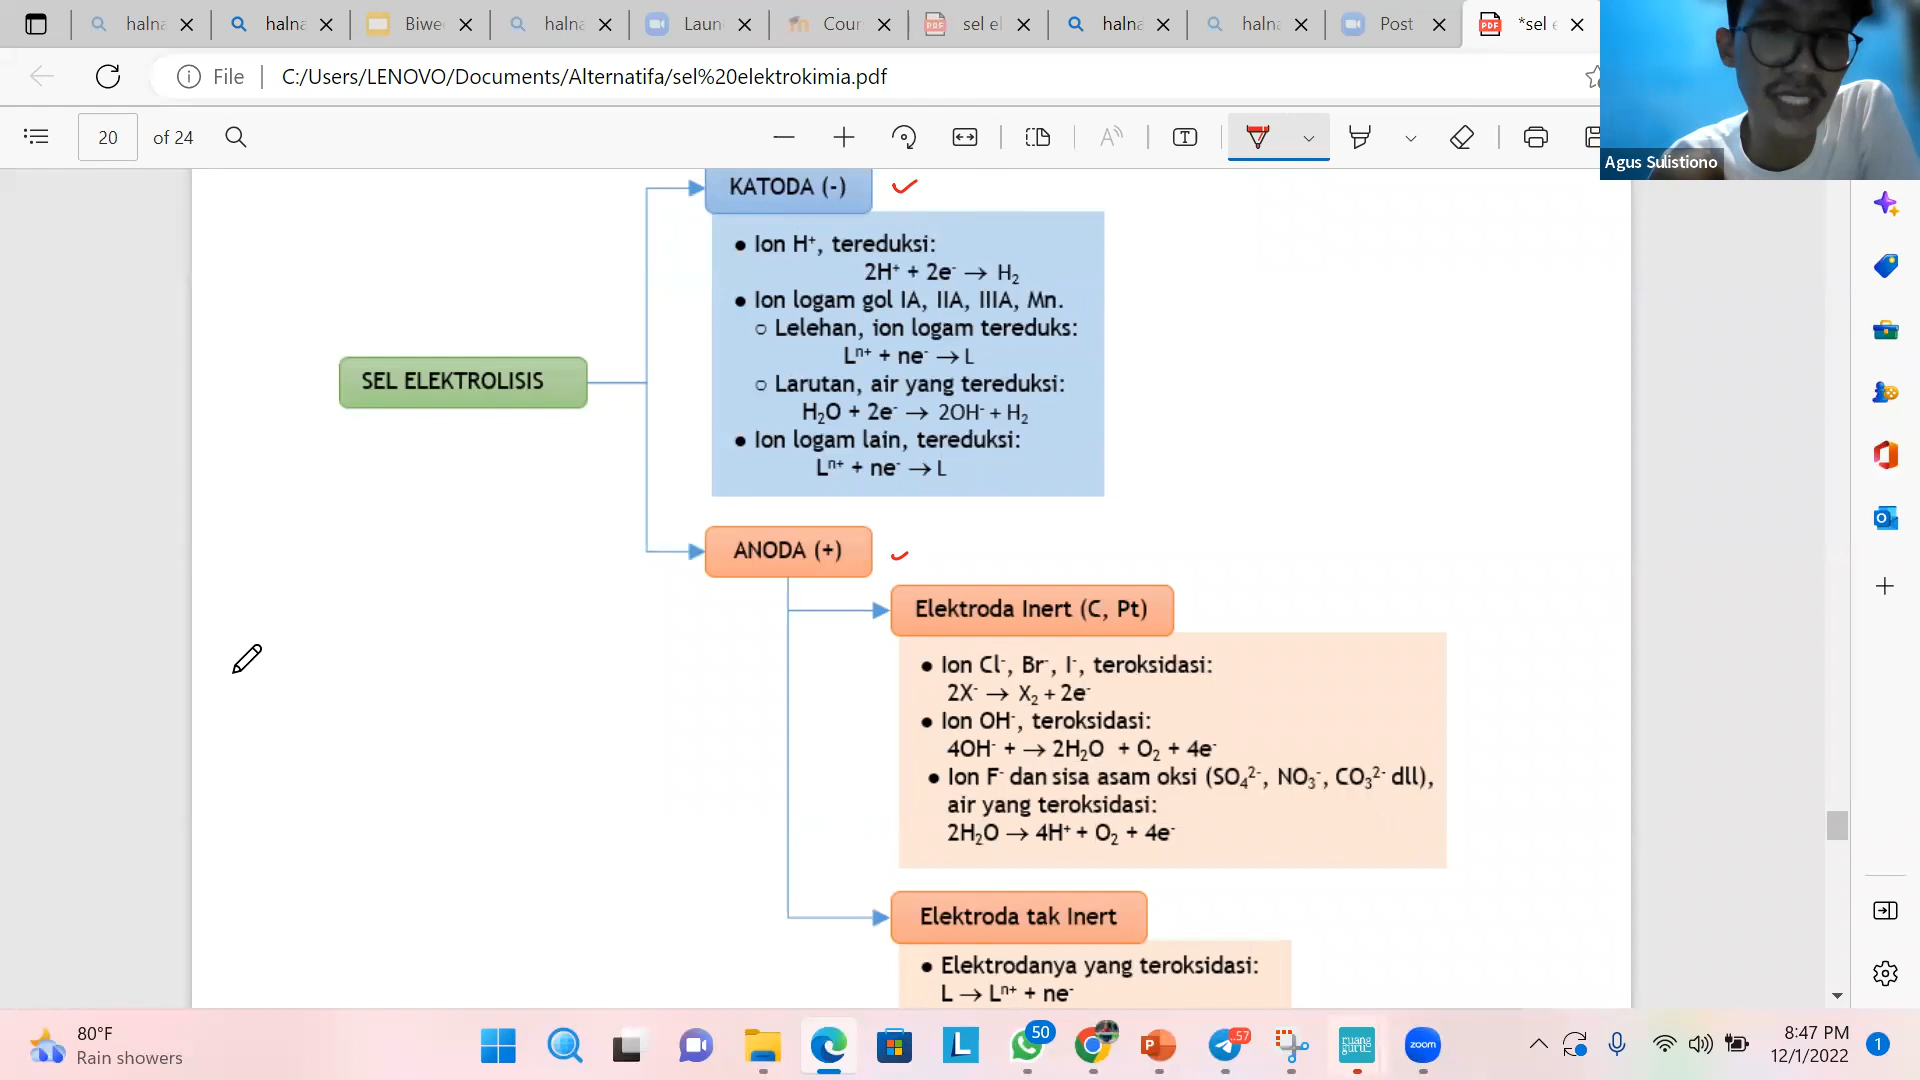 halna
halna
Biwe
halna
Laun
Cour
sel el
halna
halna
Post
*sel e
File
C:/Users/LENOVO/Documents/Alternatifa/sel%20elektrokimia.pdf
20 of 24
Agus Sulistiono
KATODA (-)
● Ion H⁺, tereduksi:
2H⁺ + 2e⁻ → H₂
● Ion logam gol IA, IIA, IIIA, Mn.
○ Lelehan, ion logam tereduks:
Lⁿ⁺ + ne⁻ → L
○ Larutan, air yang tereduksi:
H₂O + 2e⁻ → 2OH⁻ + H₂
● Ion logam lain, tereduksi:
Lⁿ⁺ + ne⁻ → L
SEL ELEKTROLISIS
ANODA (+)
Elektroda Inert (C, Pt)
● Ion Cl⁻, Br⁻, I⁻, teroksidasi:
2X⁻ → X₂ + 2e⁻
● Ion OH⁻, teroksidasi:
4OH⁻ + → 2H₂O + O₂ + 4e⁻
● Ion F⁻ dan sisa asam oksi (SO₄²⁻, NO₃⁻, CO₃²⁻ dll),
air yang teroksidasi:
2H₂O → 4H⁺ + O₂ + 4e⁻
Elektroda tak Inert
● Elektrodanya yang teroksidasi:
L → Lⁿ⁺ + ne⁻
80°F
Rain showers
50
57
ruang guru
zoom
8:47 PM
12/1/2022
1